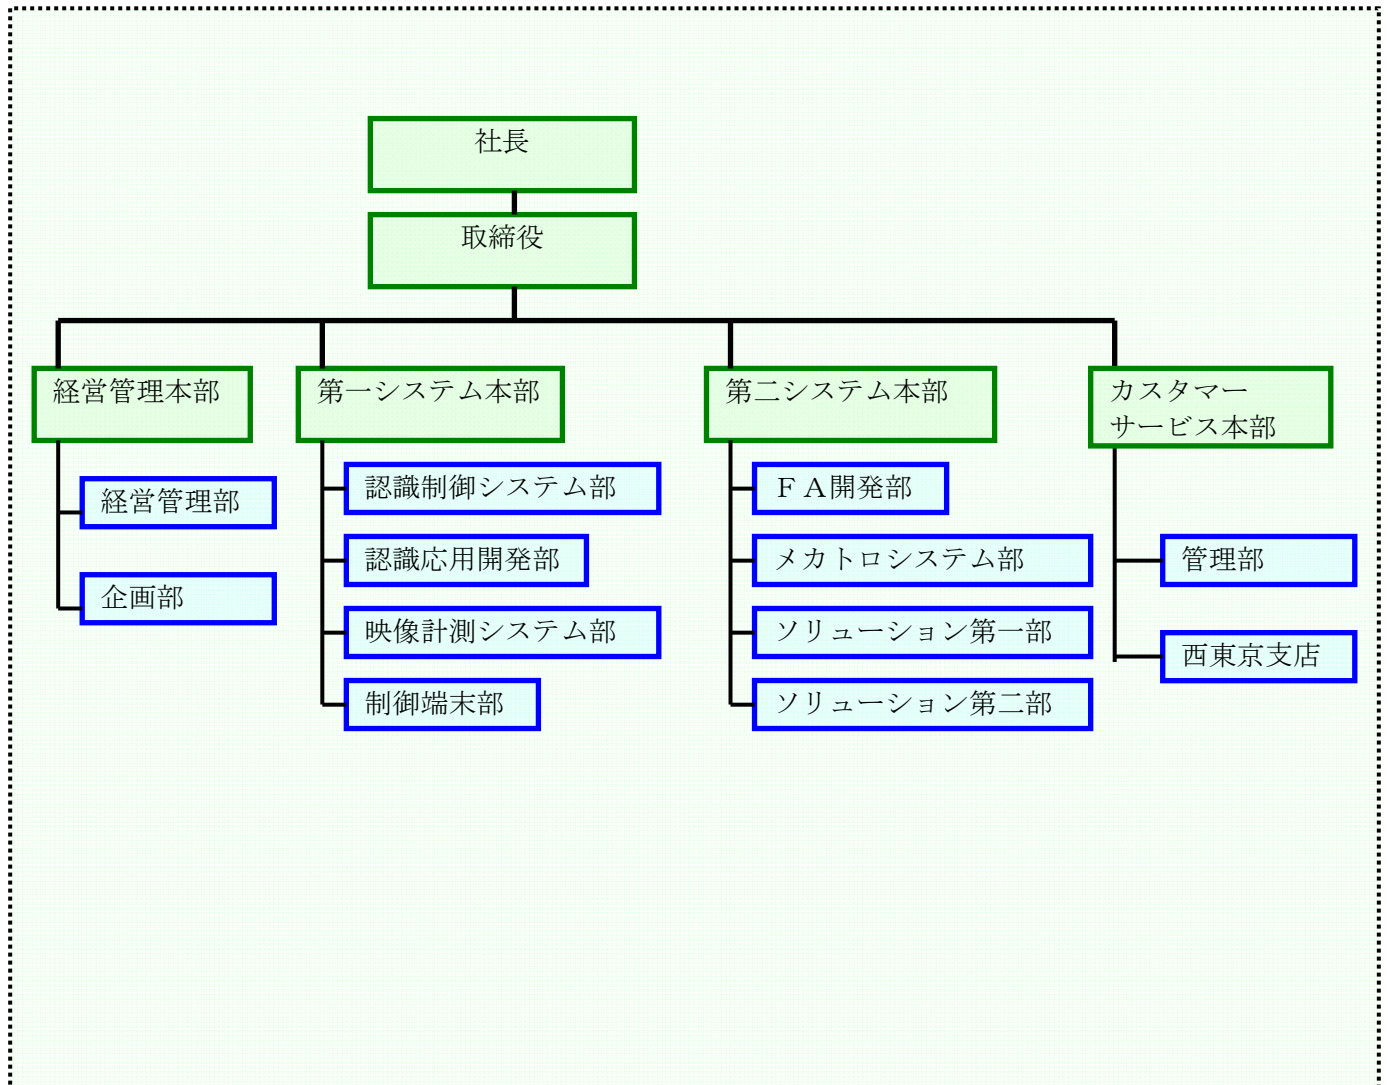 社長
取締役
経営管理本部
経営管理部
企画部
第一システム本部
認識制御システム部
認識応用開発部
映像計測システム部
制御端末部
第二システム本部
ＦＡ開発部
メカトロシステム部
ソリューション第一部
ソリューション第二部
カスタマー
サービス本部
管理部
西東京支店